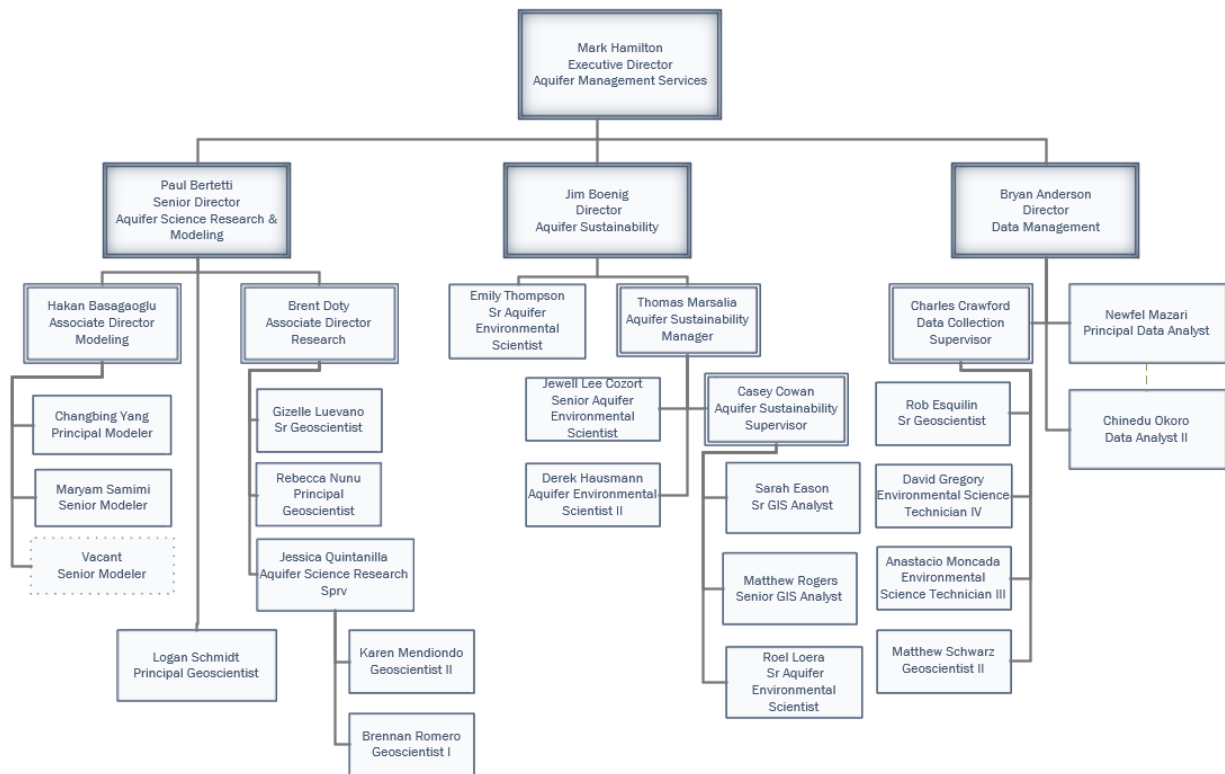 Mark Hamilton
Executive Director
Aquifer Management Services
Paul Bertetti
Senior Director
Aquifer Science Research &
Modeling
Jim Boenig
Director
Aquifer Sustainability
Bryan Anderson
Director
Data Management
Hakan Basagaoglu
Associate Director
Modeling
Brent Doty
Associate Director
Research
Emily Thompson
Sr Aquifer
Environmental
Scientist
Thomas Marsalia
Aquifer Sustainability
Manager
Charles Crawford
Data Collection
Supervisor
Newfel Mazari
Principal Data Analyst
Changbing Yang
Principal Modeler
Gizelle Luevano
Sr Geoscientist
Jewell Lee Cozort
Senior Aquifer
Environmental
Scientist
Casey Cowan
Aquifer Sustainability
Supervisor
Rob Esquilin
Sr Geoscientist
Chinedu Okoro
Data Analyst II
Maryam Samimi
Senior Modeler
Rebecca Nunu
Principal
Geoscientist
Derek Hausmann
Aquifer Environmental
Scientist II
Sarah Eason
Sr GIS Analyst
David Gregory
Environmental Science
Technician IV
Vacant
Senior Modeler
Jessica Quintanilla
Aquifer Science Research
Sprv
Matthew Rogers
Senior GIS Analyst
Anastacio Moncada
Environmental
Science Technician III
Logan Schmidt
Principal Geoscientist
Karen Mendiondo
Geoscientist II
Roel Loera
Sr Aquifer
Environmental
Scientist
Matthew Schwarz
Geoscientist II
Brennan Romero
Geoscientist I